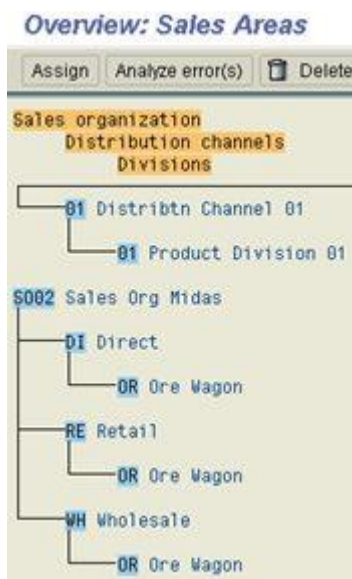 Overview: Sales Areas
Assign Analyze error(s) Delete
Sales organization
Distribution channels
Divisions
01 Distribtn Channel 01
01 Product Division 01
SO02 Sales Org Midas
DI Direct
OR Ore Wagon
RE Retail
OR Ore Wagon
WH Wholesale
OR Ore Wagon